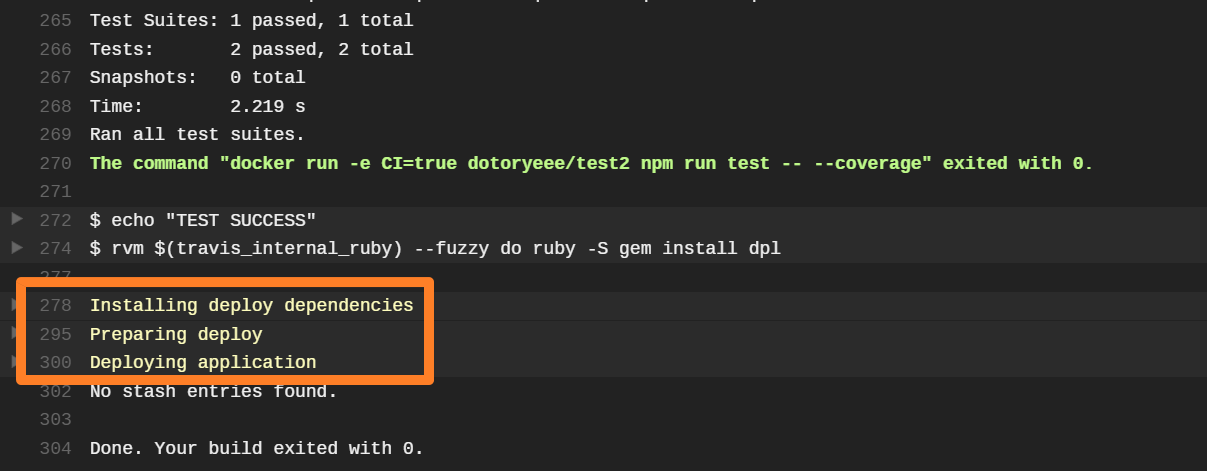 265 Test Suites: 1 passed, 1 total
266 Tests:       2 passed, 2 total
267 Snapshots:   0 total
268 Time:        2.219 s
269 Ran all test suites.
270 The command "docker run -e CI=true dotoryeee/test2 npm run test -- --coverage" exited with 0.
271
272 $ echo "TEST SUCCESS"
274 $ rvm $(travis_internal_ruby) --fuzzy do ruby -S gem install dpl
277
278 Installing deploy dependencies
295 Preparing deploy
300 Deploying application
302 No stash entries found.
303
304 Done. Your build exited with 0.